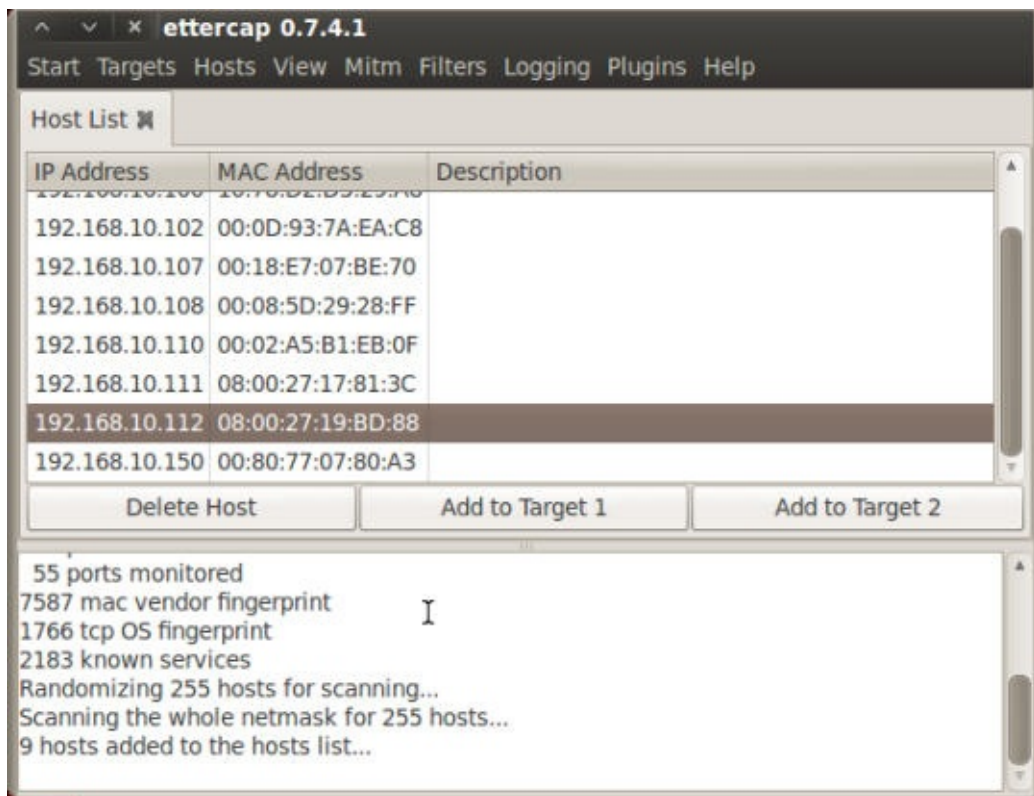 ettercap 0.7.4.1
Start Targets Hosts View Mitm Filters Logging Plugins Help
Host List
IP Address MAC Address Description
192.168.10.102 00:0D:93:7A:EA:C8
192.168.10.107 00:18:E7:07:BE:70
192.168.10.108 00:08:5D:29:28:FF
192.168.10.110 00:02:A5:B1:EB:0F
192.168.10.111 08:00:27:17:81:3C
192.168.10.112 08:00:27:19:BD:88
192.168.10.150 00:80:77:07:80:A3
Delete Host Add to Target 1 Add to Target 2
55 ports monitored
7587 mac vendor fingerprint
1766 tcp OS fingerprint
2183 known services
Randomizing 255 hosts for scanning...
Scanning the whole netmask for 255 hosts...
9 hosts added to the hosts list...